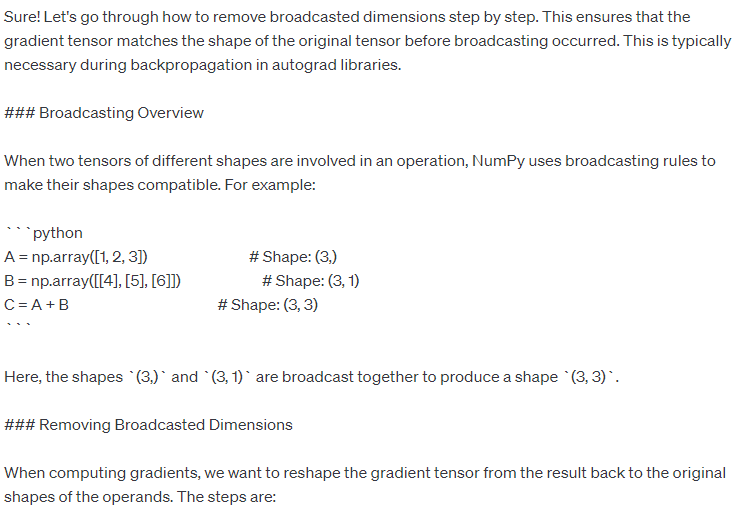 Sure! Let's go through how to remove broadcasted dimensions step by step. This ensures that the
gradient tensor matches the shape of the original tensor before broadcasting occurred. This is typically
necessary during backpropagation in autograd libraries.
### Broadcasting Overview
When two tensors of different shapes are involved in an operation, NumPy uses broadcasting rules to
make their shapes compatible. For example:
```python
A = np.array([1, 2, 3])                # Shape: (3,)
B = np.array([[4], [5], [6]])                # Shape: (3, 1)
C = A + B                # Shape: (3, 3)
```
Here, the shapes `(3,)` and `(3, 1)` are broadcast together to produce a shape `(3, 3)`.
### Removing Broadcasted Dimensions
When computing gradients, we want to reshape the gradient tensor from the result back to the original
shapes of the operands. The steps are: